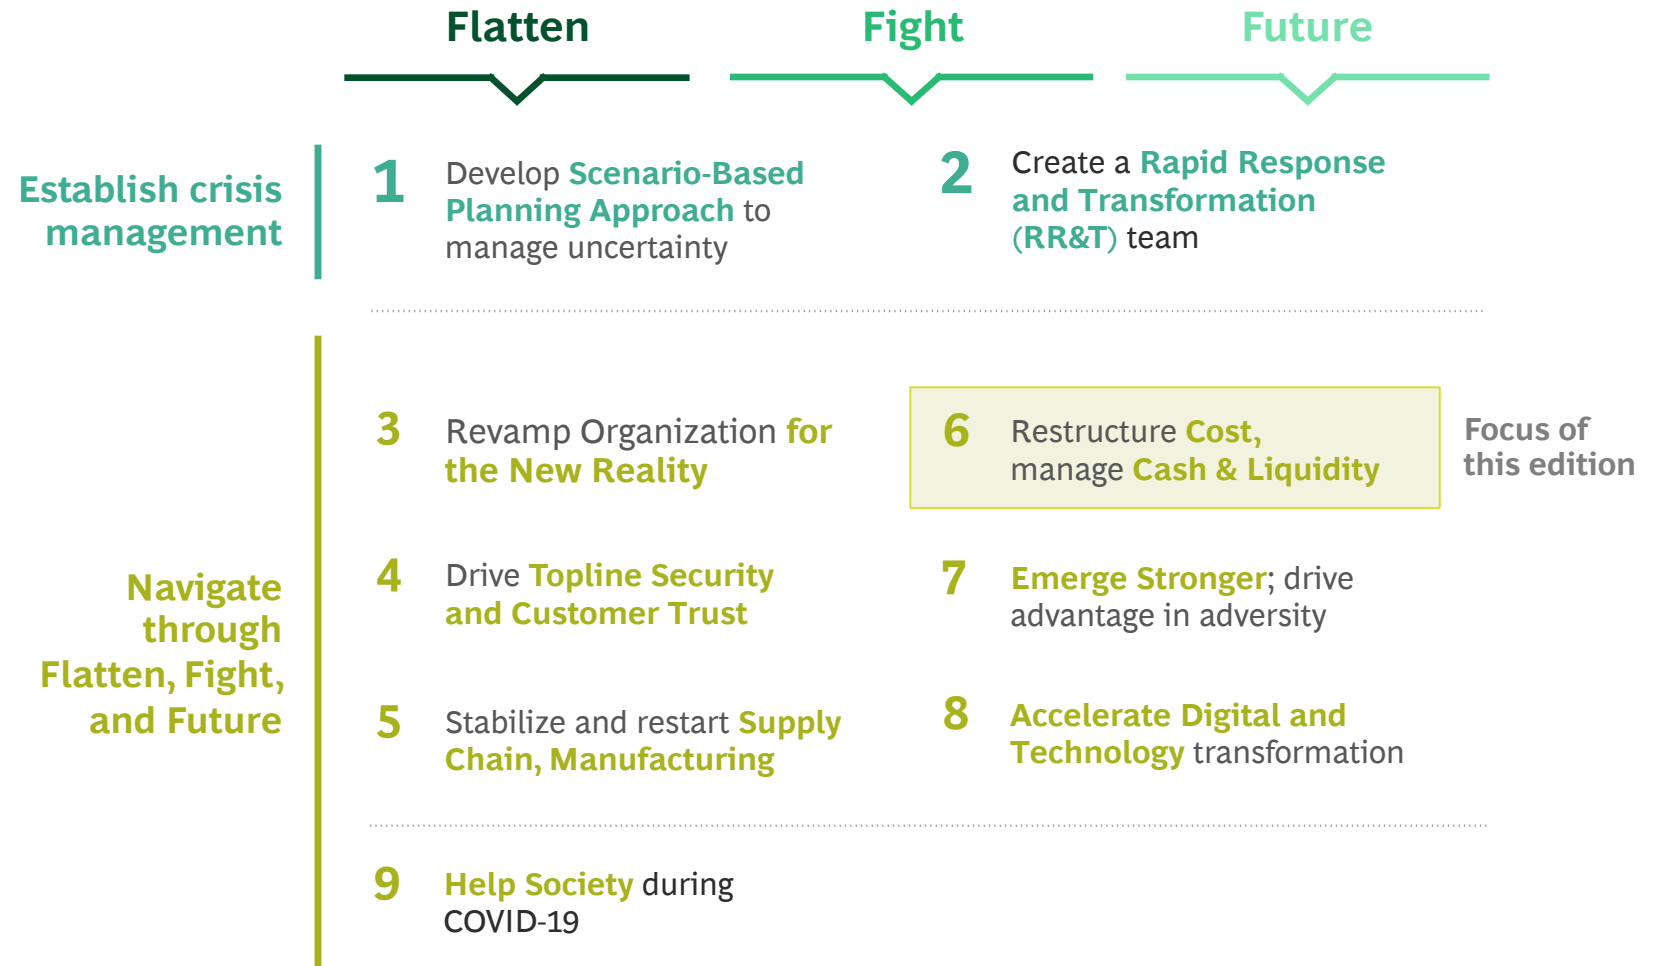 Flatten
Fight
Future
Establish crisis
management
1
Develop Scenario-Based
Planning Approach to
manage uncertainty
2
Create a Rapid Response
and Transformation
(RR&T) team
Navigate
through
Flatten, Fight,
and Future
3
Revamp Organization for
the New Reality
6
Restructure Cost,
manage Cash & Liquidity
Focus of
this edition
4
Drive Topline Security
and Customer Trust
7
Emerge Stronger; drive
advantage in adversity
5
Stabilize and restart Supply
Chain, Manufacturing
8
Accelerate Digital and
Technology transformation
9
Help Society during
COVID-19